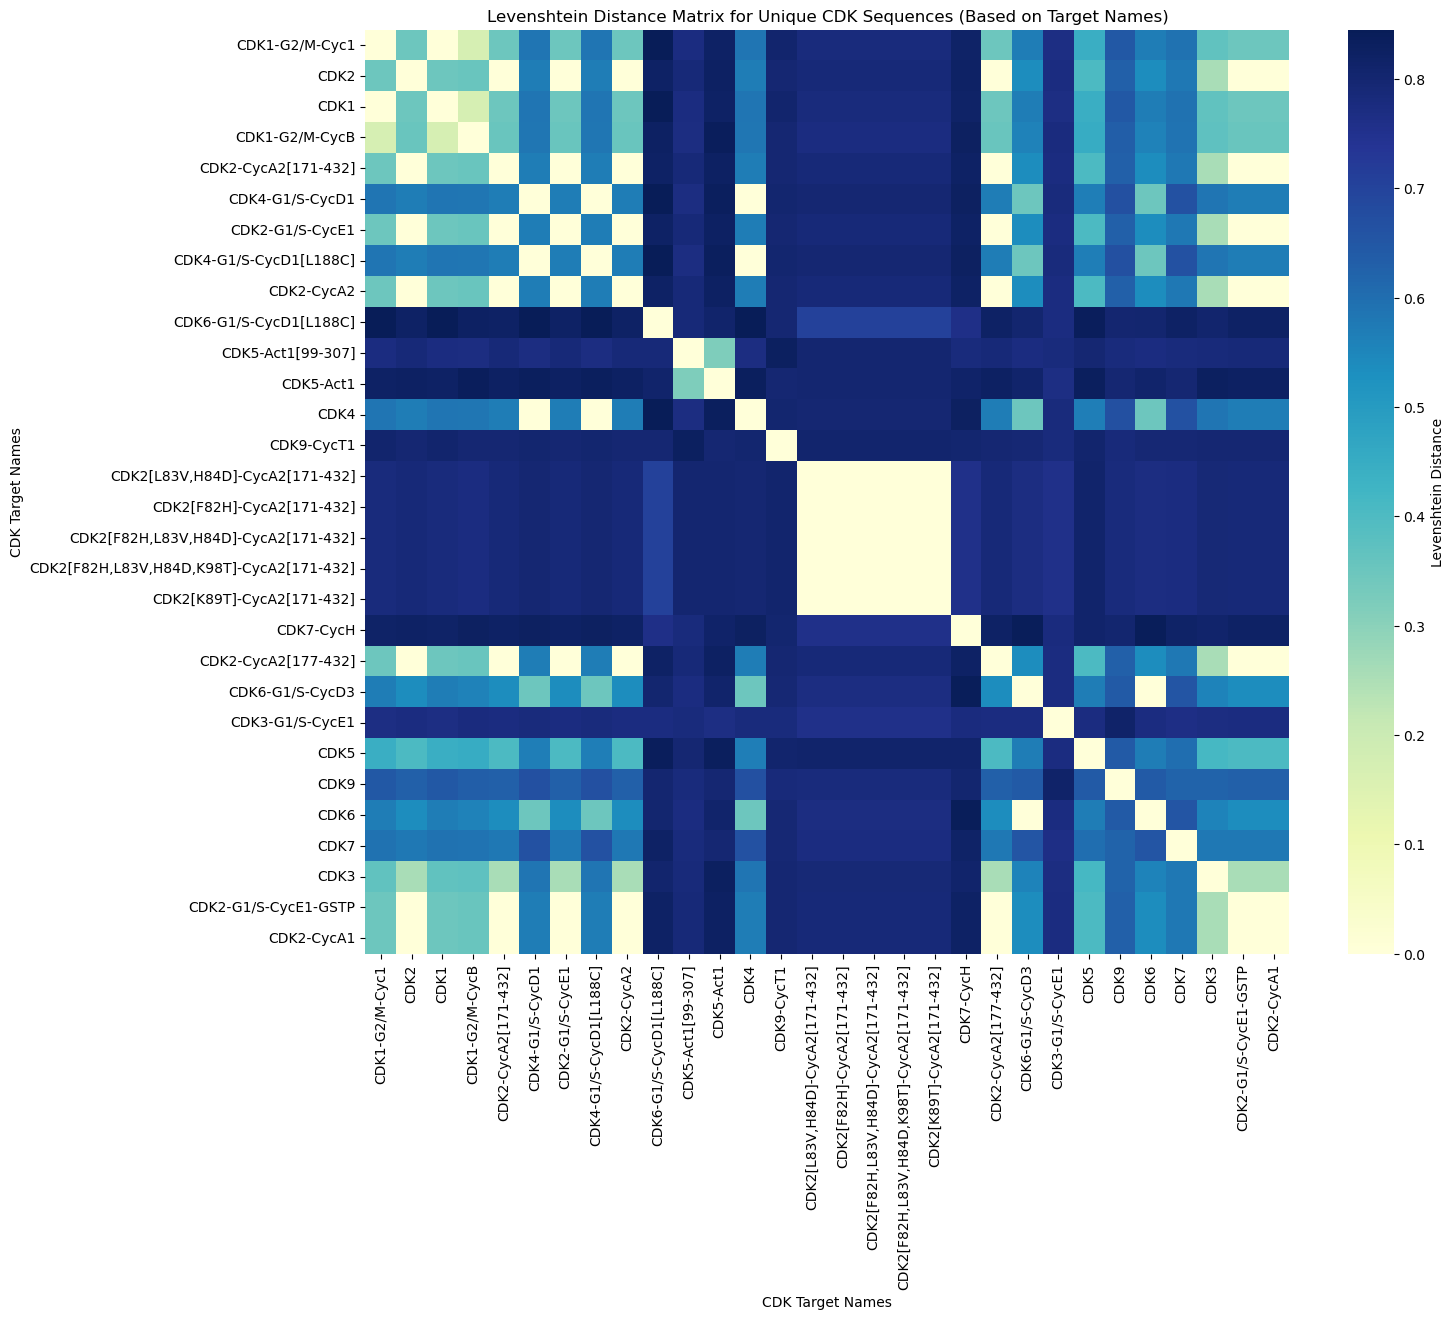 Levenshtein Distance Matrix for Unique CDK Sequences (Based on Target Names)
CDK Target Names
CDK1-G2/M-Cyc1
CDK2
CDK1
CDK1-G2/M-CycB
CDK2-CycA2[171-432]
CDK4-G1/S-CycD1
CDK2-G1/S-CycE1
CDK4-G1/S-CycD1[L188C]
CDK2-CycA2
CDK6-G1/S-CycD1[L188C]
CDK5-Act1[99-307]
CDK5-Act1
CDK4
CDK9-CycT1
CDK2[L83V,H84D]-CycA2[171-432]
CDK2[F82H]-CycA2[171-432]
CDK2[F82H,L83V,H84D]-CycA2[171-432]
CDK2[F82H,L83V,H84D,K98T]-CycA2[171-432]
CDK2[K89T]-CycA2[171-432]
CDK7-CycH
CDK2-CycA2[177-432]
CDK6-G1/S-CycD3
CDK3-G1/S-CycE1
CDK5
CDK9
CDK6
CDK7
CDK3
CDK2-G1/S-CycE1-GSTP
CDK2-CycA1
CDK1-G2/M-Cyc1
CDK2
CDK1
CDK1-G2/M-CycB
CDK2-CycA2[171-432]
CDK4-G1/S-CycD1
CDK2-G1/S-CycE1
CDK4-G1/S-CycD1[L188C]
CDK2-CycA2
CDK6-G1/S-CycD1[L188C]
CDK5-Act1[99-307]
CDK5-Act1
CDK4
CDK9-CycT1
CDK2[L83V,H84D]-CycA2[171-432]
CDK2[F82H]-CycA2[171-432]
CDK2[F82H,L83V,H84D]-CycA2[171-432]
CDK2[F82H,L83V,H84D,K98T]-CycA2[171-432]
CDK2[K89T]-CycA2[171-432]
CDK7-CycH
CDK2-CycA2[177-432]
CDK6-G1/S-CycD3
CDK3-G1/S-CycE1
CDK5
CDK9
CDK6
CDK7
CDK3
CDK2-G1/S-CycE1-GSTP
CDK2-CycA1
CDK Target Names
0.8
0.7
0.6
0.5
0.4
0.3
0.2
0.1
0.0
Levenshtein Distance